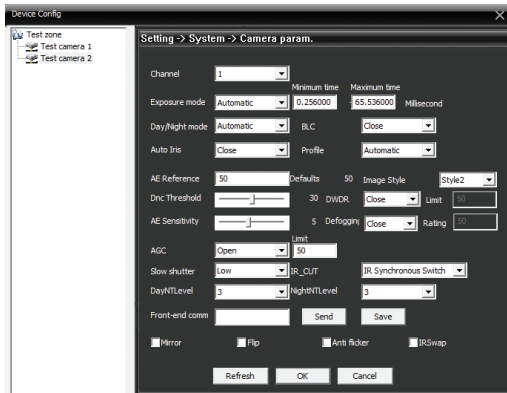 Device Config
Test zone
Test camera 1
Test camera 2
Setting -> System -> Camera param.
Channel 1
Minimum time Maximum time
Exposure mode Automatic 0.256000 : 65.536000 Millisecond
Day/Night mode Automatic BLC Close
Auto Iris Close Profile Automatic
AE Reference 50 Defaults 50 Image Style Style2
Dnc Threshold 30 DWDR Close Limit 50
AE Sensitivity 5 Defogging Close Rating 50
Limit
AGC Open 50
Slow shutter Low IR_CUT IR Synchronous Switch
DayNTLevel 3 NightNTLevel 3
Front-end comm Send Save
Mirror Flip Anti flicker IRSwap
Refresh OK Cancel